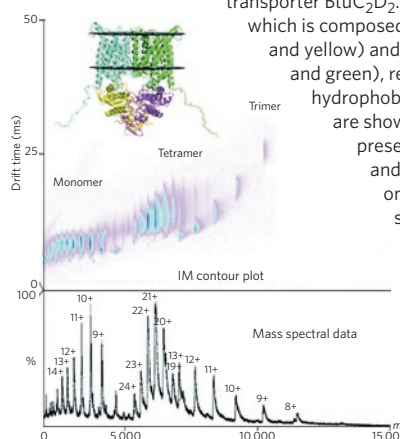 transporter BtuC2D2.
which is composed
and yellow) and
and green), re
hydrophob
are show
prese
and
or
s
50
25
0
Drift time (ms)
Trimer
Tetramer
Monomer
IM contour plot
100
%
Mass spectral data
14+
13+
12+
11+
10+
9+
24+
23+
22+
21+
20+
19+
13+
12+
11+
10+
9+
8+
0
5 000
10 000
15 00
m